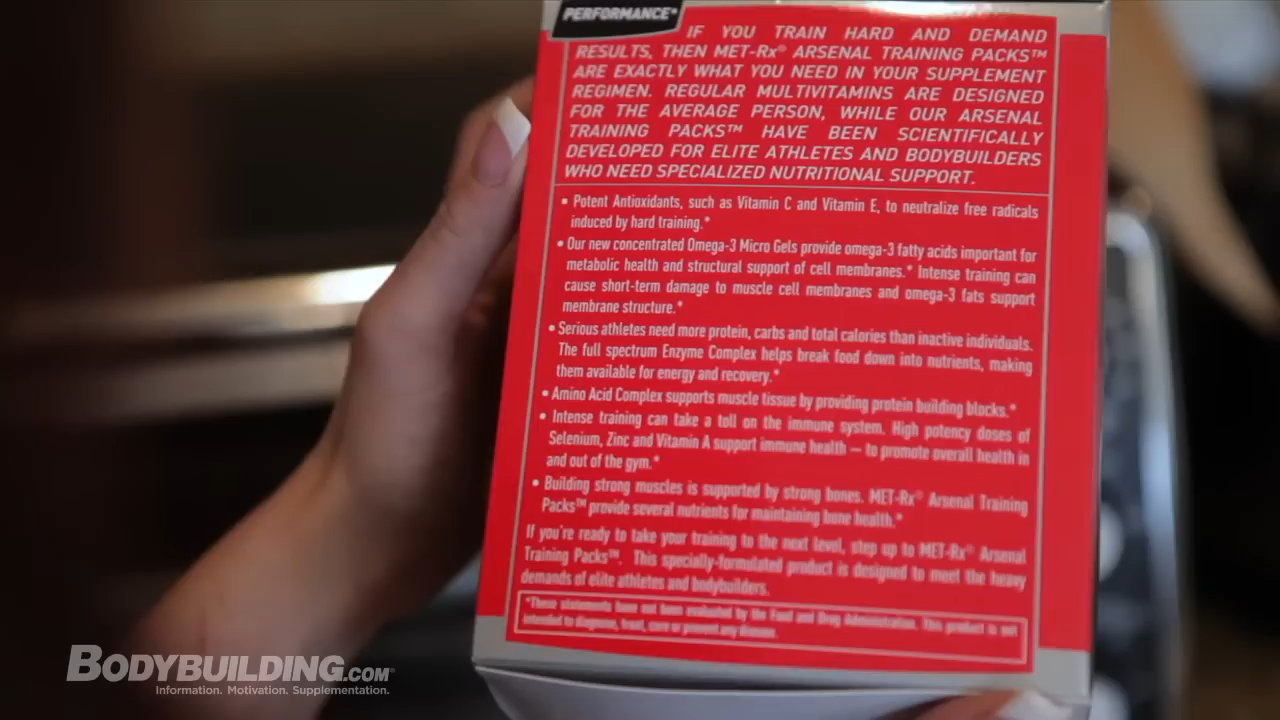 PERFORMANCE*
IF YOU TRAIN HARD AND DEMAND
RESULTS, THEN MET-Rx® ARSENAL TRAINING PACKS™
ARE EXACTLY WHAT YOU NEED IN YOUR SUPPLEMENT
REGIMEN. REGULAR MULTIVITAMINS ARE DESIGNED
FOR THE AVERAGE PERSON, WHILE OUR ARSENAL
TRAINING PACKS™ HAVE BEEN SCIENTIFICALLY
DEVELOPED FOR ELITE ATHLETES AND BODYBUILDERS
WHO NEED SPECIALIZED NUTRITIONAL SUPPORT.
• Potent Antioxidants, such as Vitamin C and Vitamin E, to neutralize free radicals
induced by hard training.*
• Our new concentrated Omega-3 Micro Gels provide omega-3 fatty acids important for
metabolic health and structural support of cell membranes.* Intense training can
cause short-term damage to muscle cell membranes and omega-3 fats support
membrane structure.*
• Serious athletes need more protein, carbs and total calories than inactive individuals.
The full spectrum Enzyme Complex helps break food down into nutrients, making
them available for energy and recovery.*
• Amino Acid Complex supports muscle tissue by providing protein building blocks.*
• Intense training can take a toll on the immune system. High potency doses of
Selenium, Zinc and Vitamin A support immune health – to promote overall health in
and out of the gym.*
• Building strong muscles is supported by strong bones. MET-Rx® Arsenal Training
Packs™ provide several nutrients for maintaining bone health.*
If you're ready to take your training to the next level, step up to MET-Rx® Arsenal
Training Packs™. This specially-formulated product is designed to meet the heavy
demands of elite athletes and bodybuilders.
*These statements have not been evaluated by the Food and Drug Administration. This product is not
intended to diagnose, treat, cure or prevent any disease.
BODYBUILDING.COM
Information. Motivation. Supplementation.